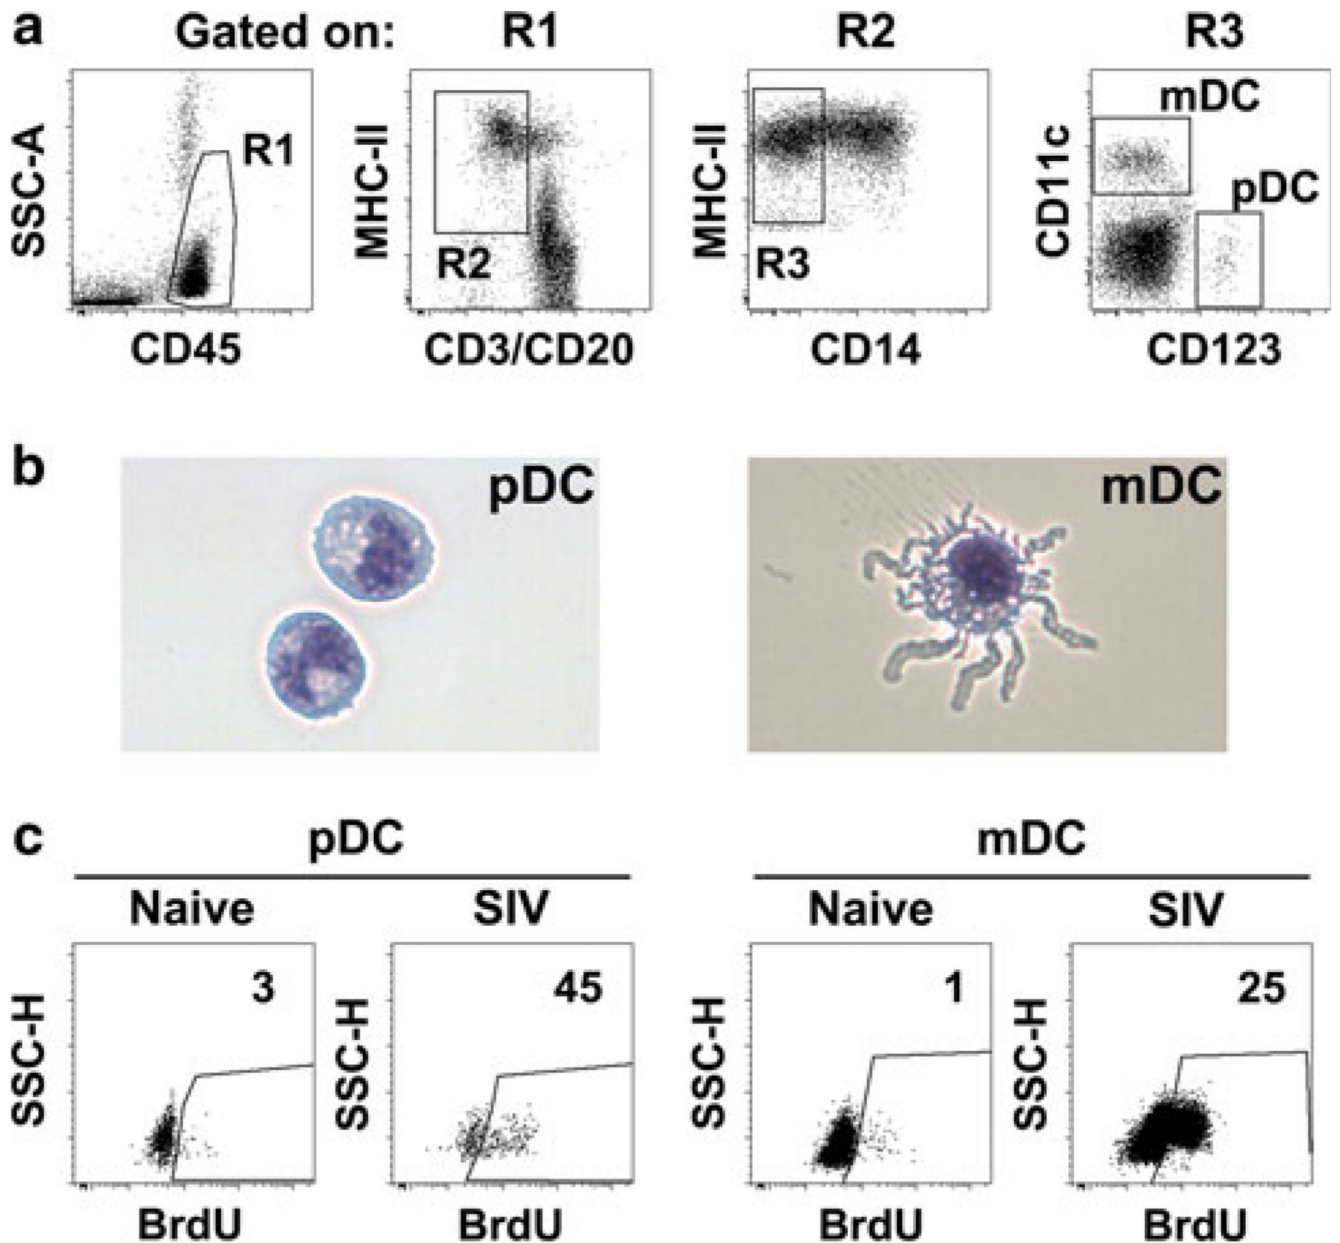 a
Gated on: R1 R2 R3
SSC-A
R1
CD45
MHC-II
R2
CD3/CD20
MHC-II
R3
CD14
CD11c
mDC
pDC
CD123
b
pDC
mDC
c
pDC
mDC
Naive SIV Naive SIV
SSC-H
3
BrdU
SSC-H
45
BrdU
SSC-H
1
BrdU
SSC-H
25
BrdU